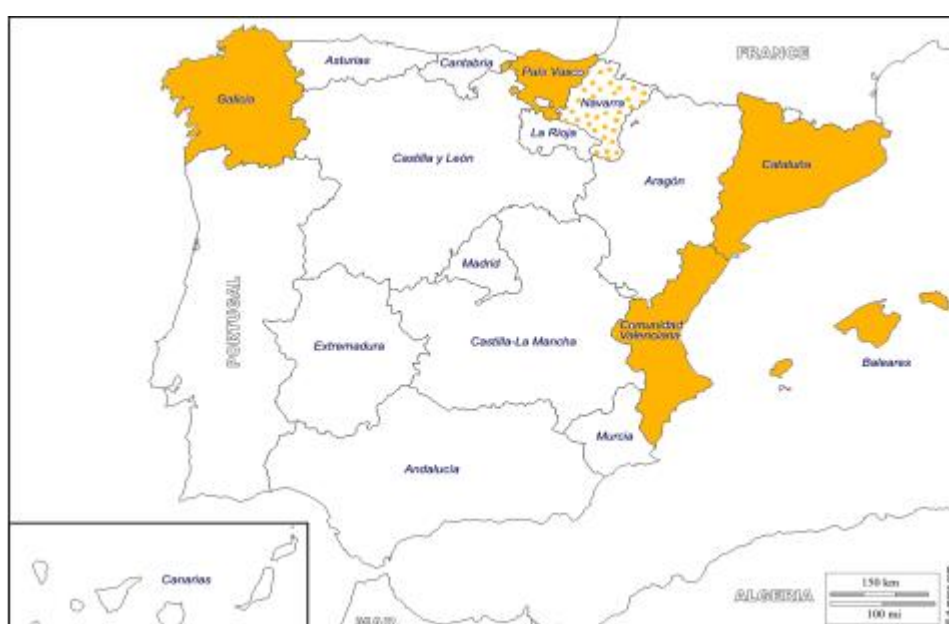 FRANCE
Asturias
Cantabria
País Vasco
Galicia
Navarra
La Rioja
Castilla y León
Cataluña
Aragón
Madrid
PORTUGAL
Comunidad
Valenciana
Extremadura
Castilla-La Mancha
Baleares
Murcia
Andalucía
Canarias
ALGERIA
150 km
100 mi